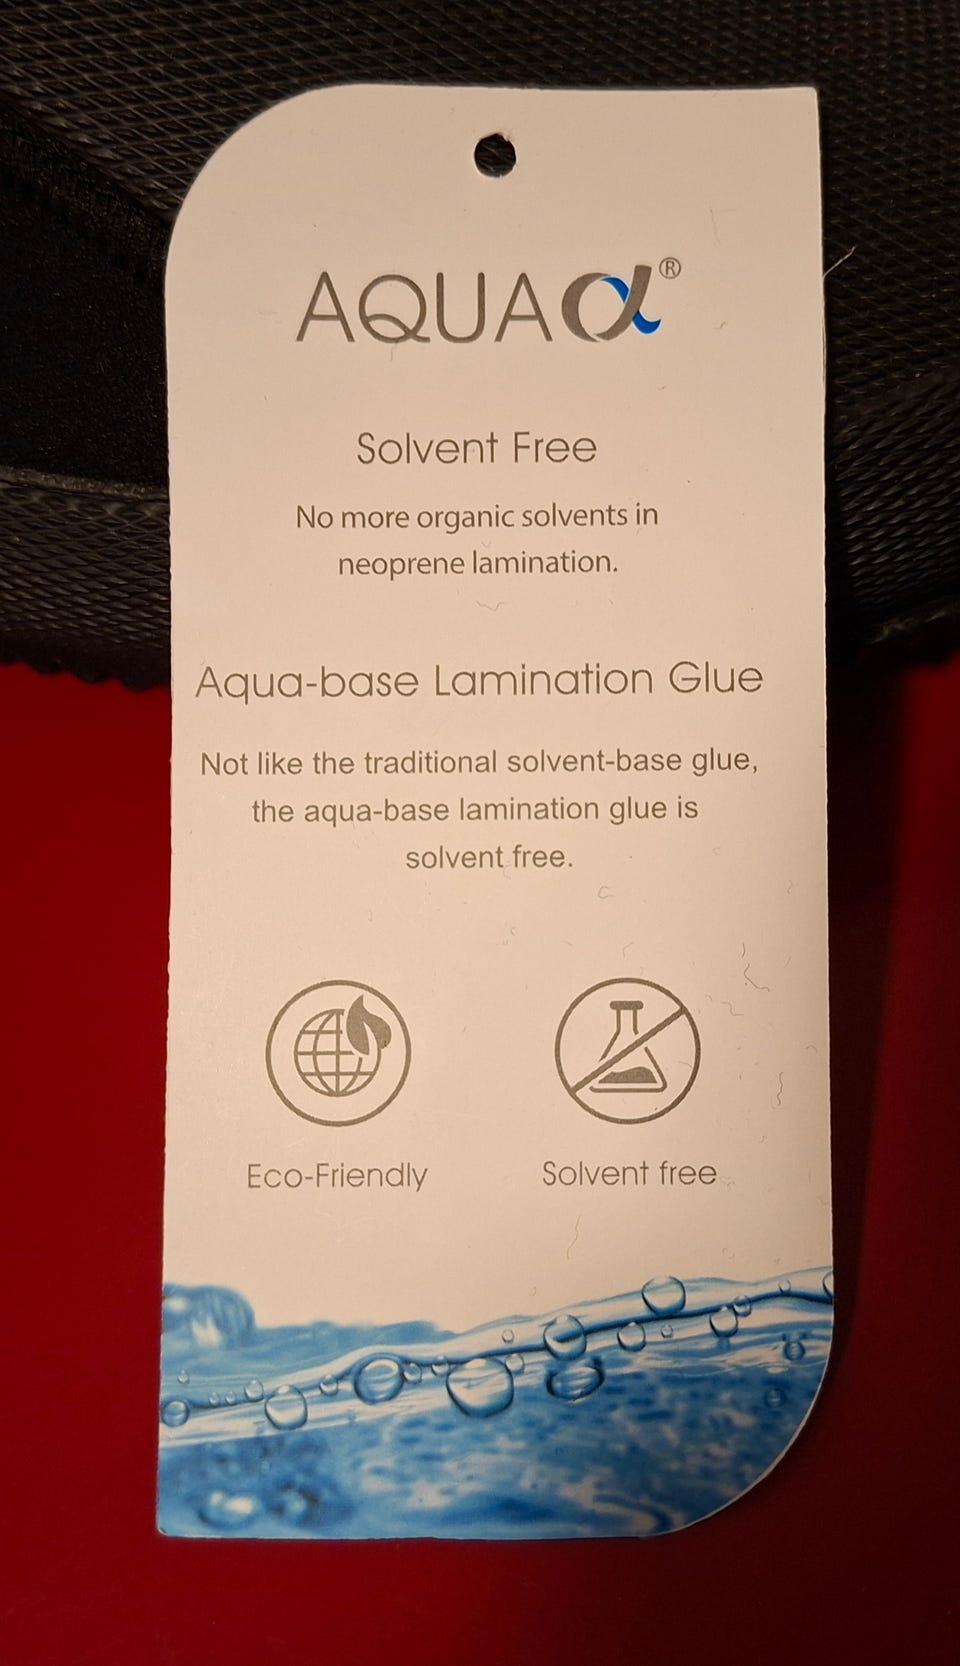 AQUAα®
Solvent Free
No more organic solvents in
neoprene lamination.
Aqua-base Lamination Glue
Not like the traditional solvent-base glue,
the aqua-base lamination glue is
solvent free.
Eco-Friendly
Solvent free